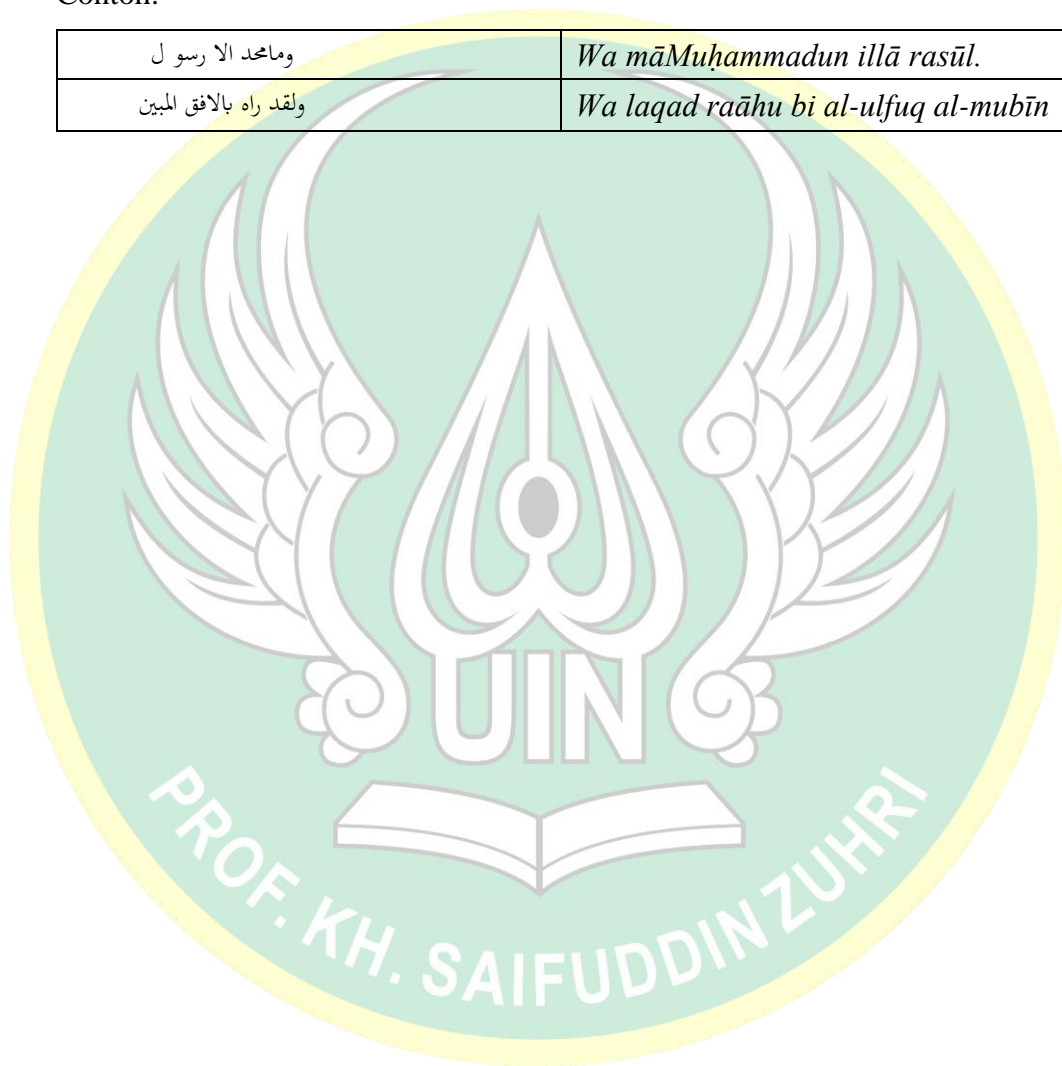 Contoh:
ومامحمد الا رسو ل
Wa māMuḥammadun illā rasūl.
ولقد راه بالافق المبين
Wa laqad raāhu bi al-ulfuq al-mubīn
UIN
PROF. KH. SAIFUDDIN ZUHRI